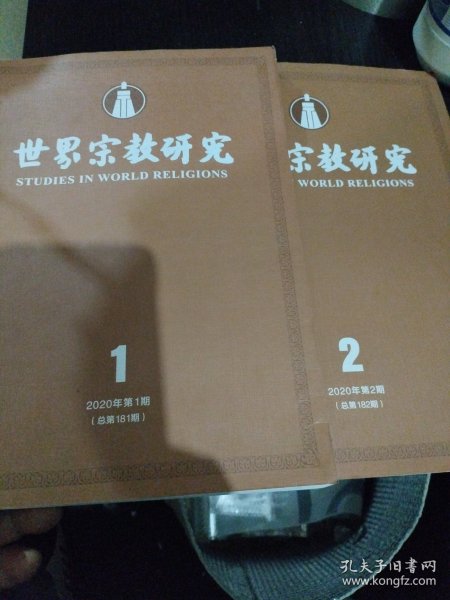 世界宗教研究
STUDIES IN WORLD RELIGIONS
1
2020年第1期
(总第181期)
宗教研究
WORLD RELIGIONS
2
2020年第2期
(总第182期)
孔夫子旧书网
www.kongfz.com